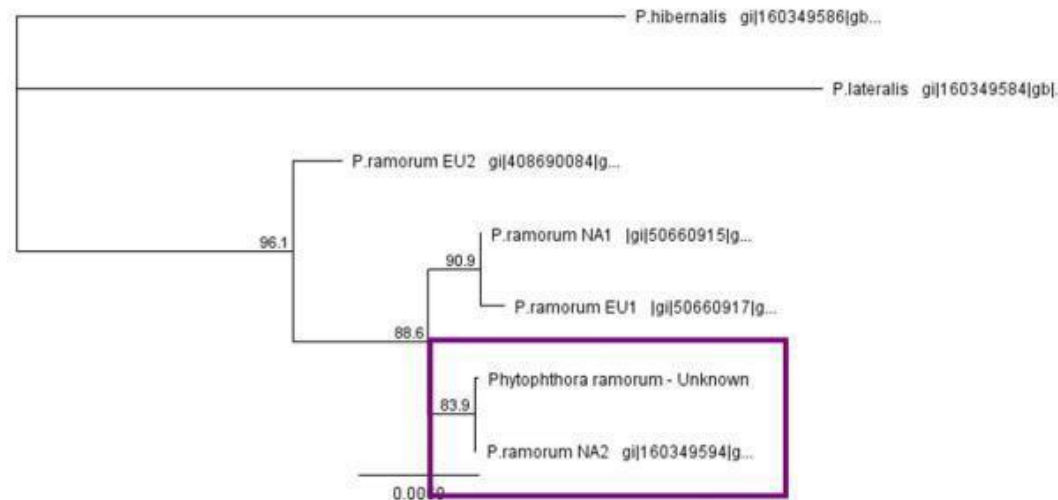 P.hibernalis gi|160349586|gb...
P.lateralis gi|160349584|gb|.
P.ramorum EU2 gi|408690084|g...
96.1
P.ramorum NA1 |gi|50660915|g...
90.9
P.ramorum EU1 |gi|50660917|g...
88.6
Phytophthora ramorum - Unknown
83.9
P.ramorum NA2 gi|160349594|g...